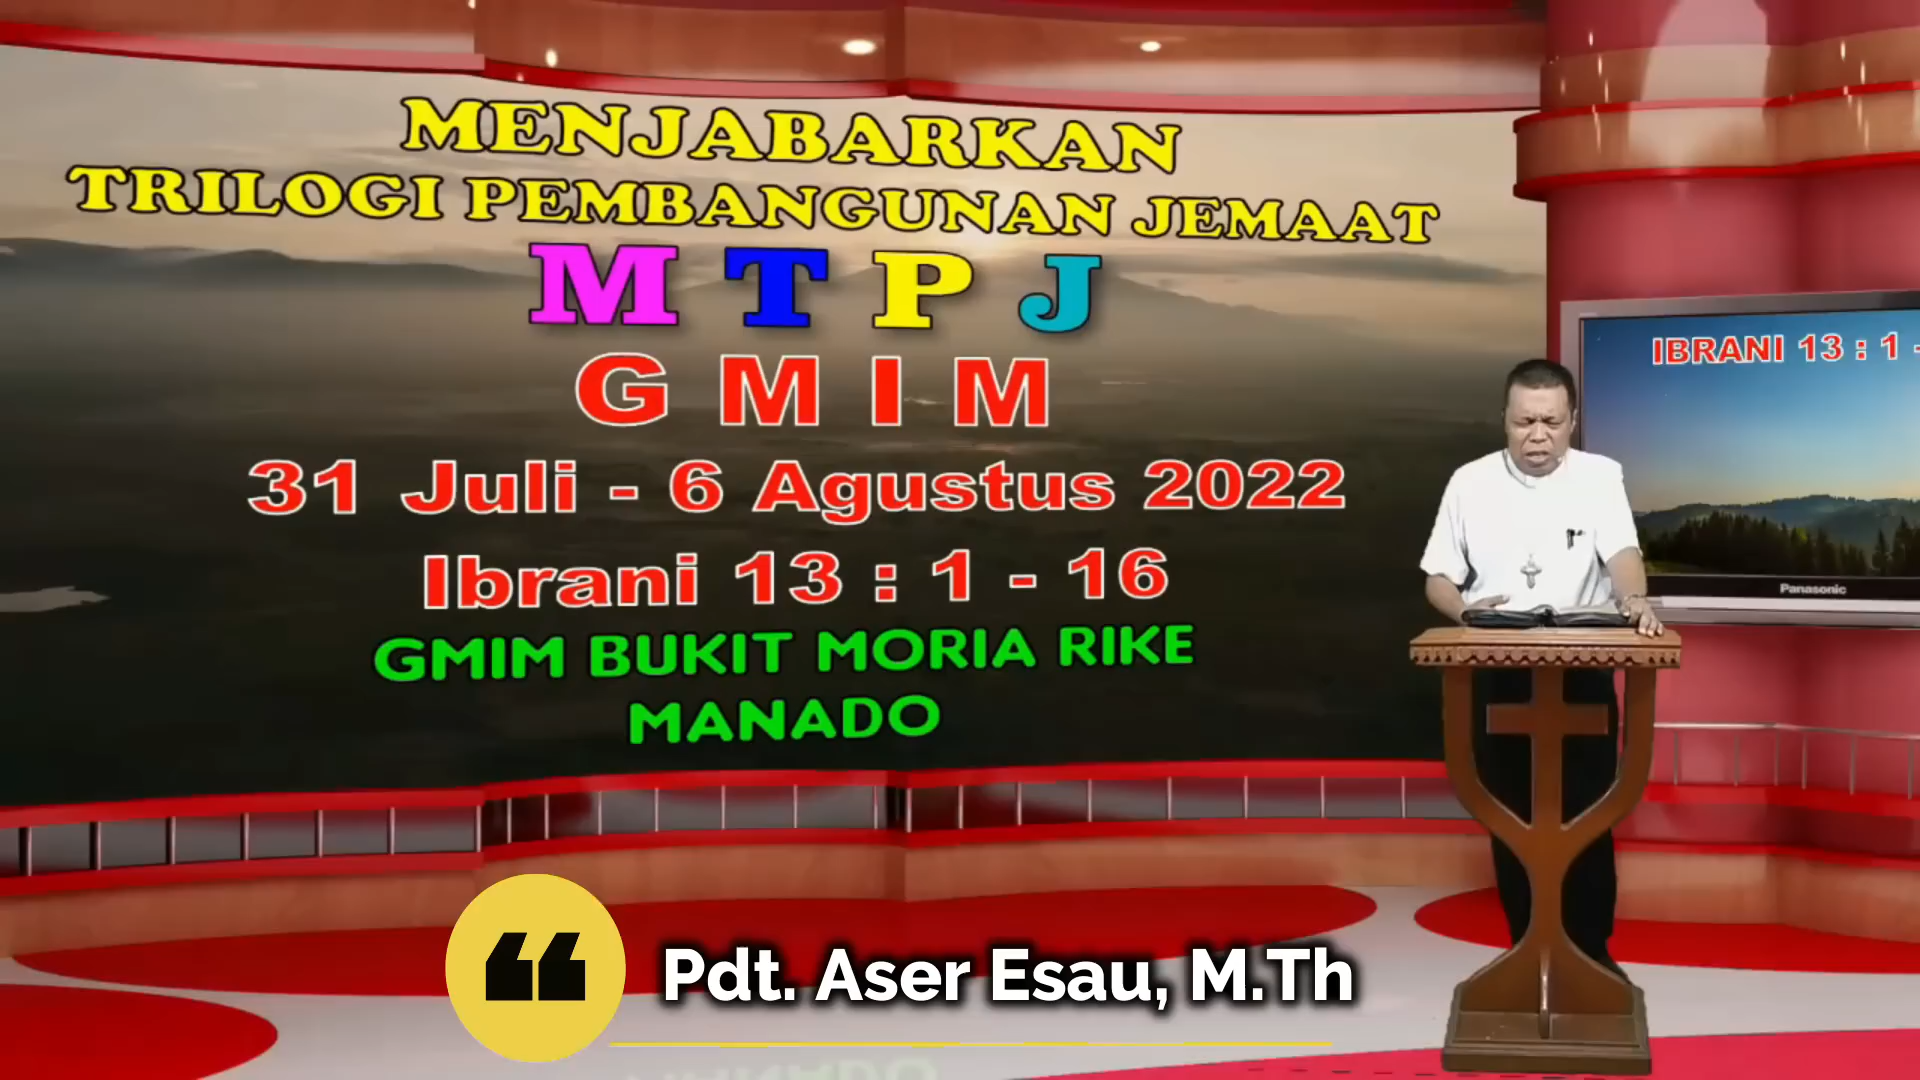 MENJABARKAN
TRILOGI PEMBANGUNAN JEMAAT
M T P J
G M I M
31 Juli - 6 Agustus 2022
Ibrani 13 : 1 - 16
GMIM BUKIT MORIA RIKE
MANADO
IBRANI 13 : 1 -
Panasonic
Pdt. Aser Esau, M.Th
MANADO